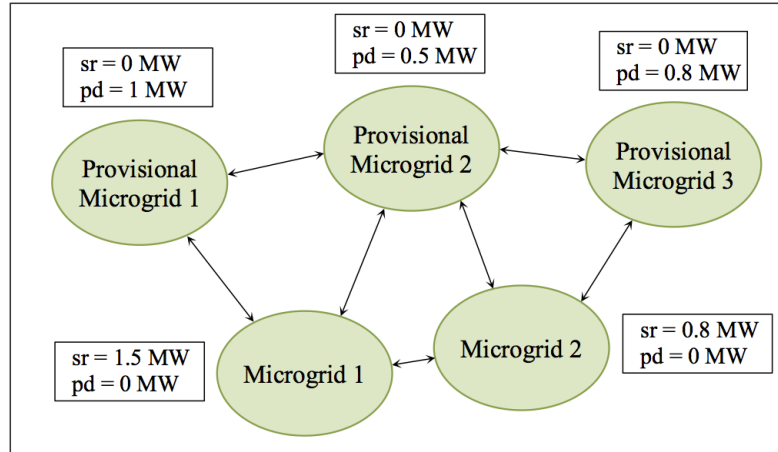 sr = 0 MW
pd = 1 MW
sr = 0 MW
pd = 0.5 MW
sr = 0 MW
pd = 0.8 MW
Provisional
Microgrid 1
Provisional
Microgrid 2
Provisional
Microgrid 3
sr = 1.5 MW
pd = 0 MW
Microgrid 1
Microgrid 2
sr = 0.8 MW
pd = 0 MW